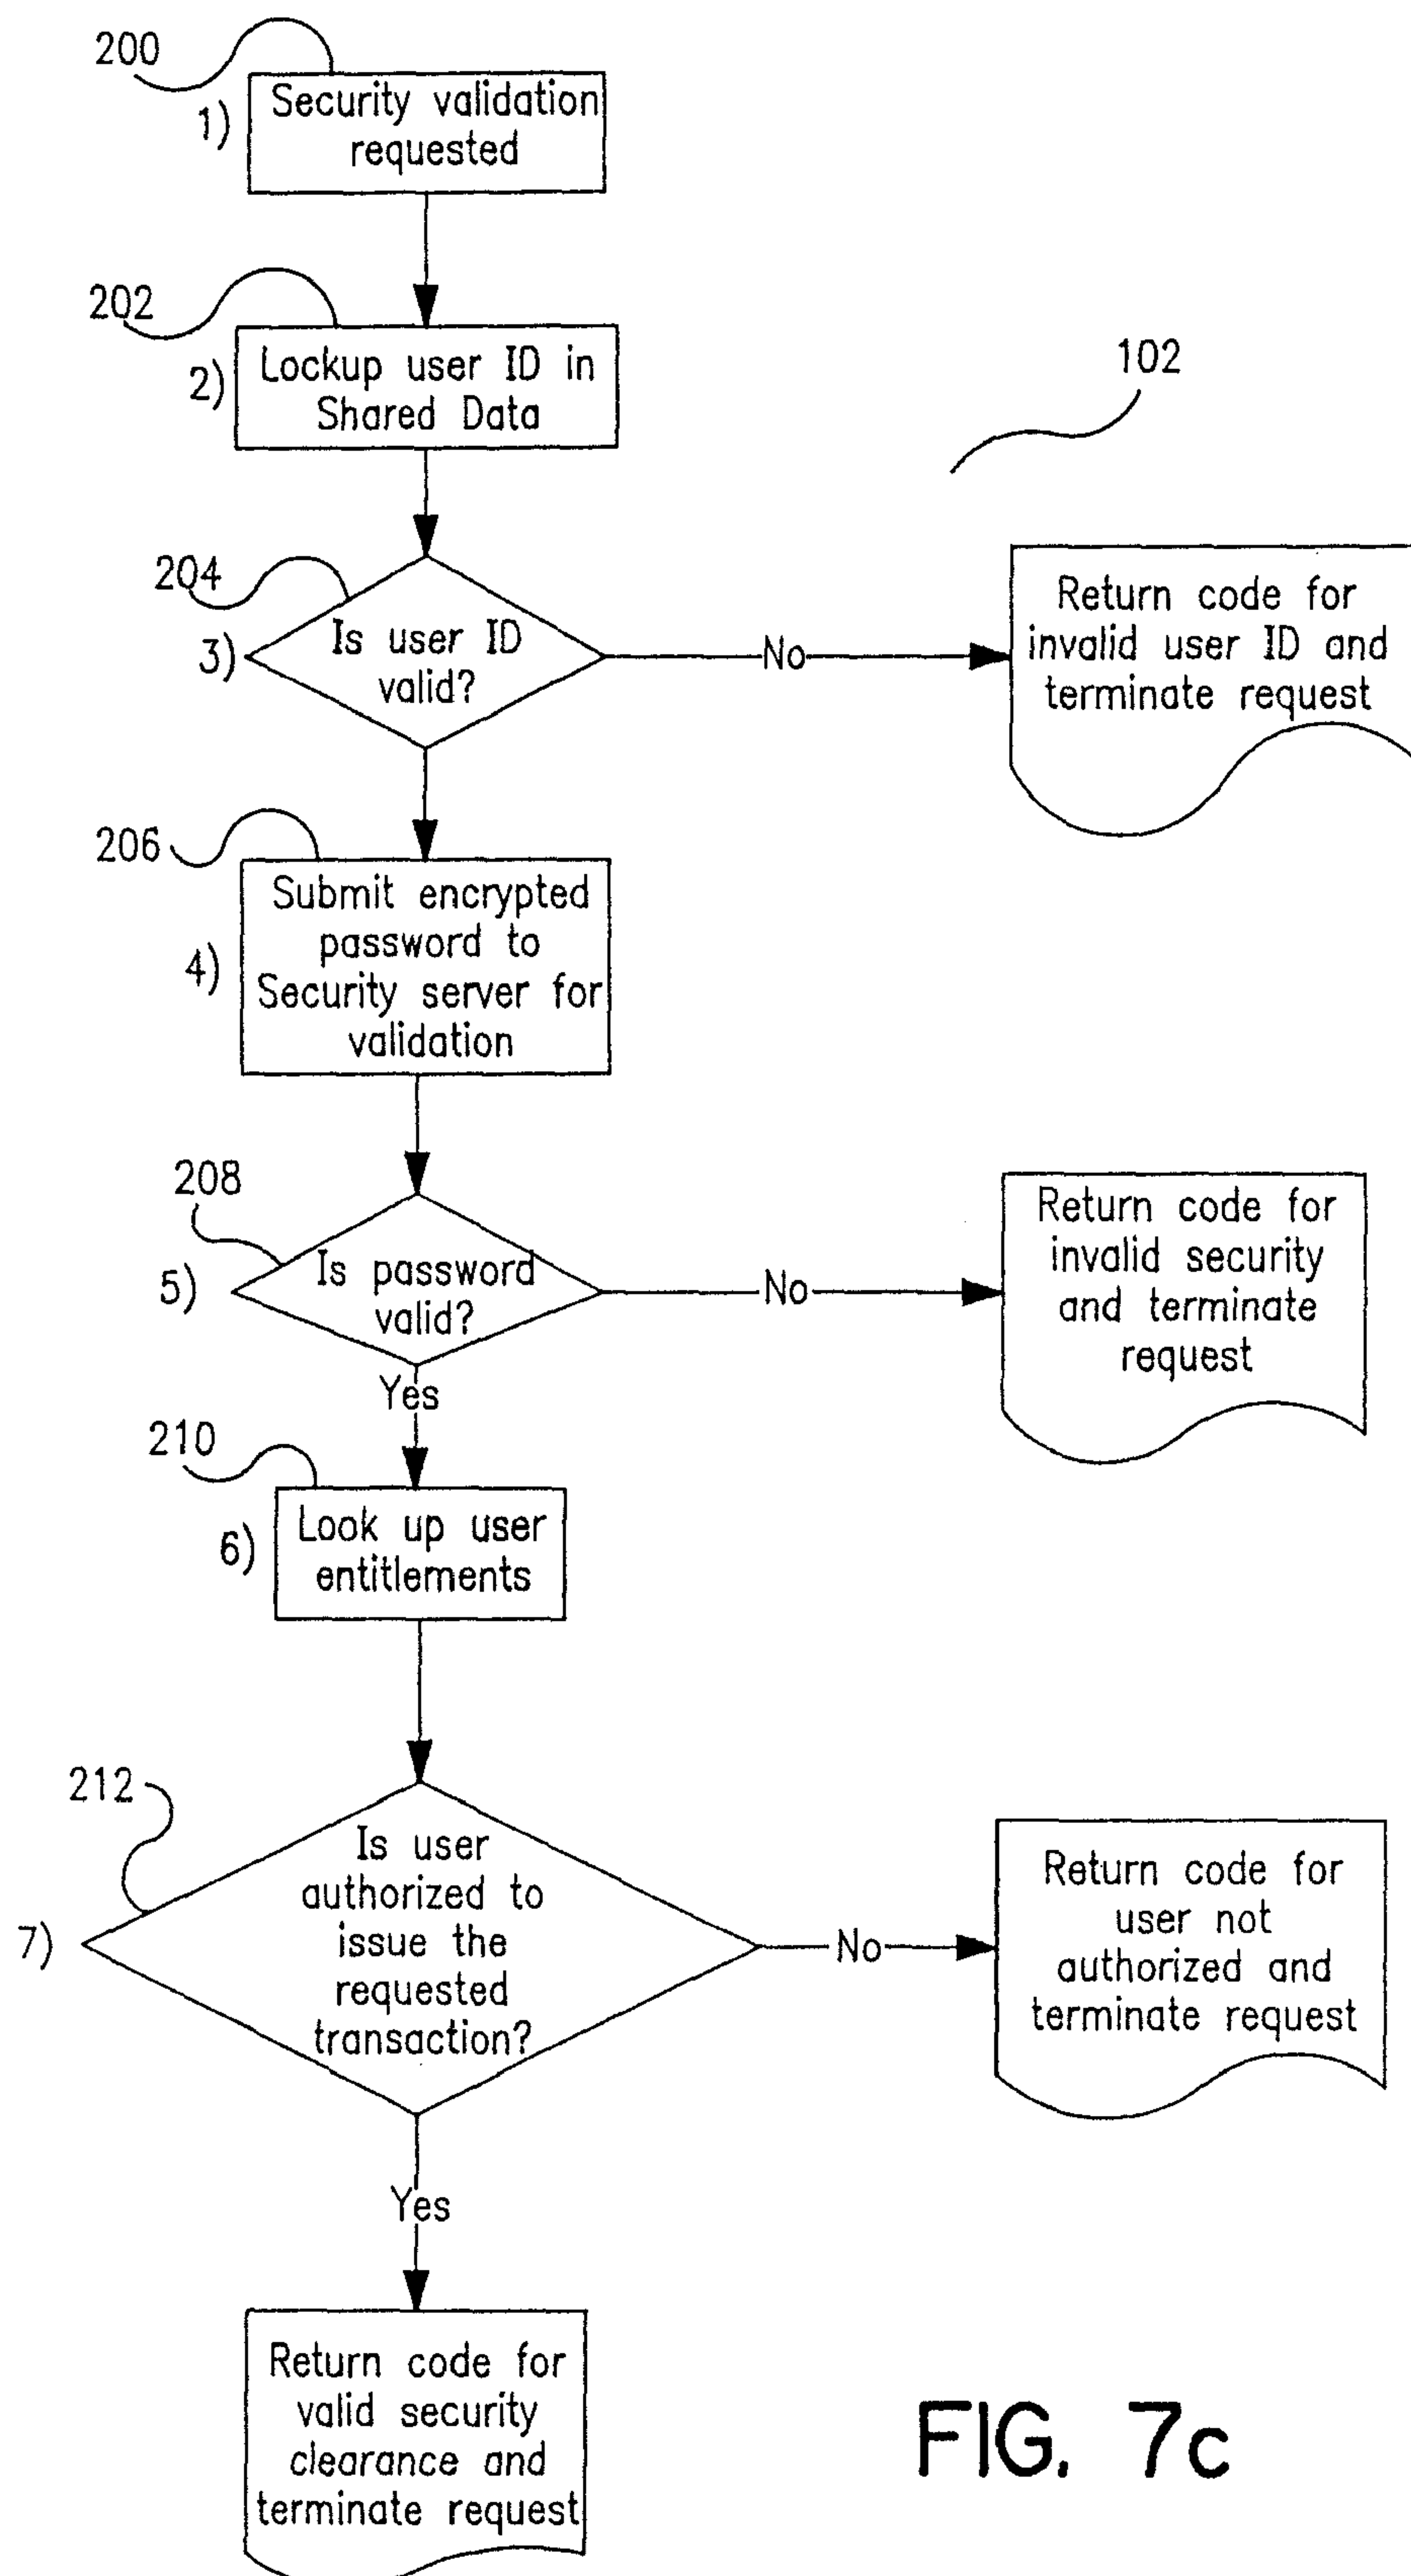 200
1)
Security validation
requested
202
2)
Lockup user ID in
Shared Data
102
204
3)
Is user ID
valid?
No
Return code for
invalid user ID and
terminate request
206
4)
Submit encrypted
password to
Security server for
validation
208
5)
Is password
valid?
No
Return code for
invalid security
and terminate
request
Yes
210
6)
Look up user
entitlements
212
7)
Is user
authorized to
issue the
requested
transaction?
No
Return code for
user not
authorized and
terminate request
Yes
Return code for
valid security
clearance and
terminate request
FIG. 7c